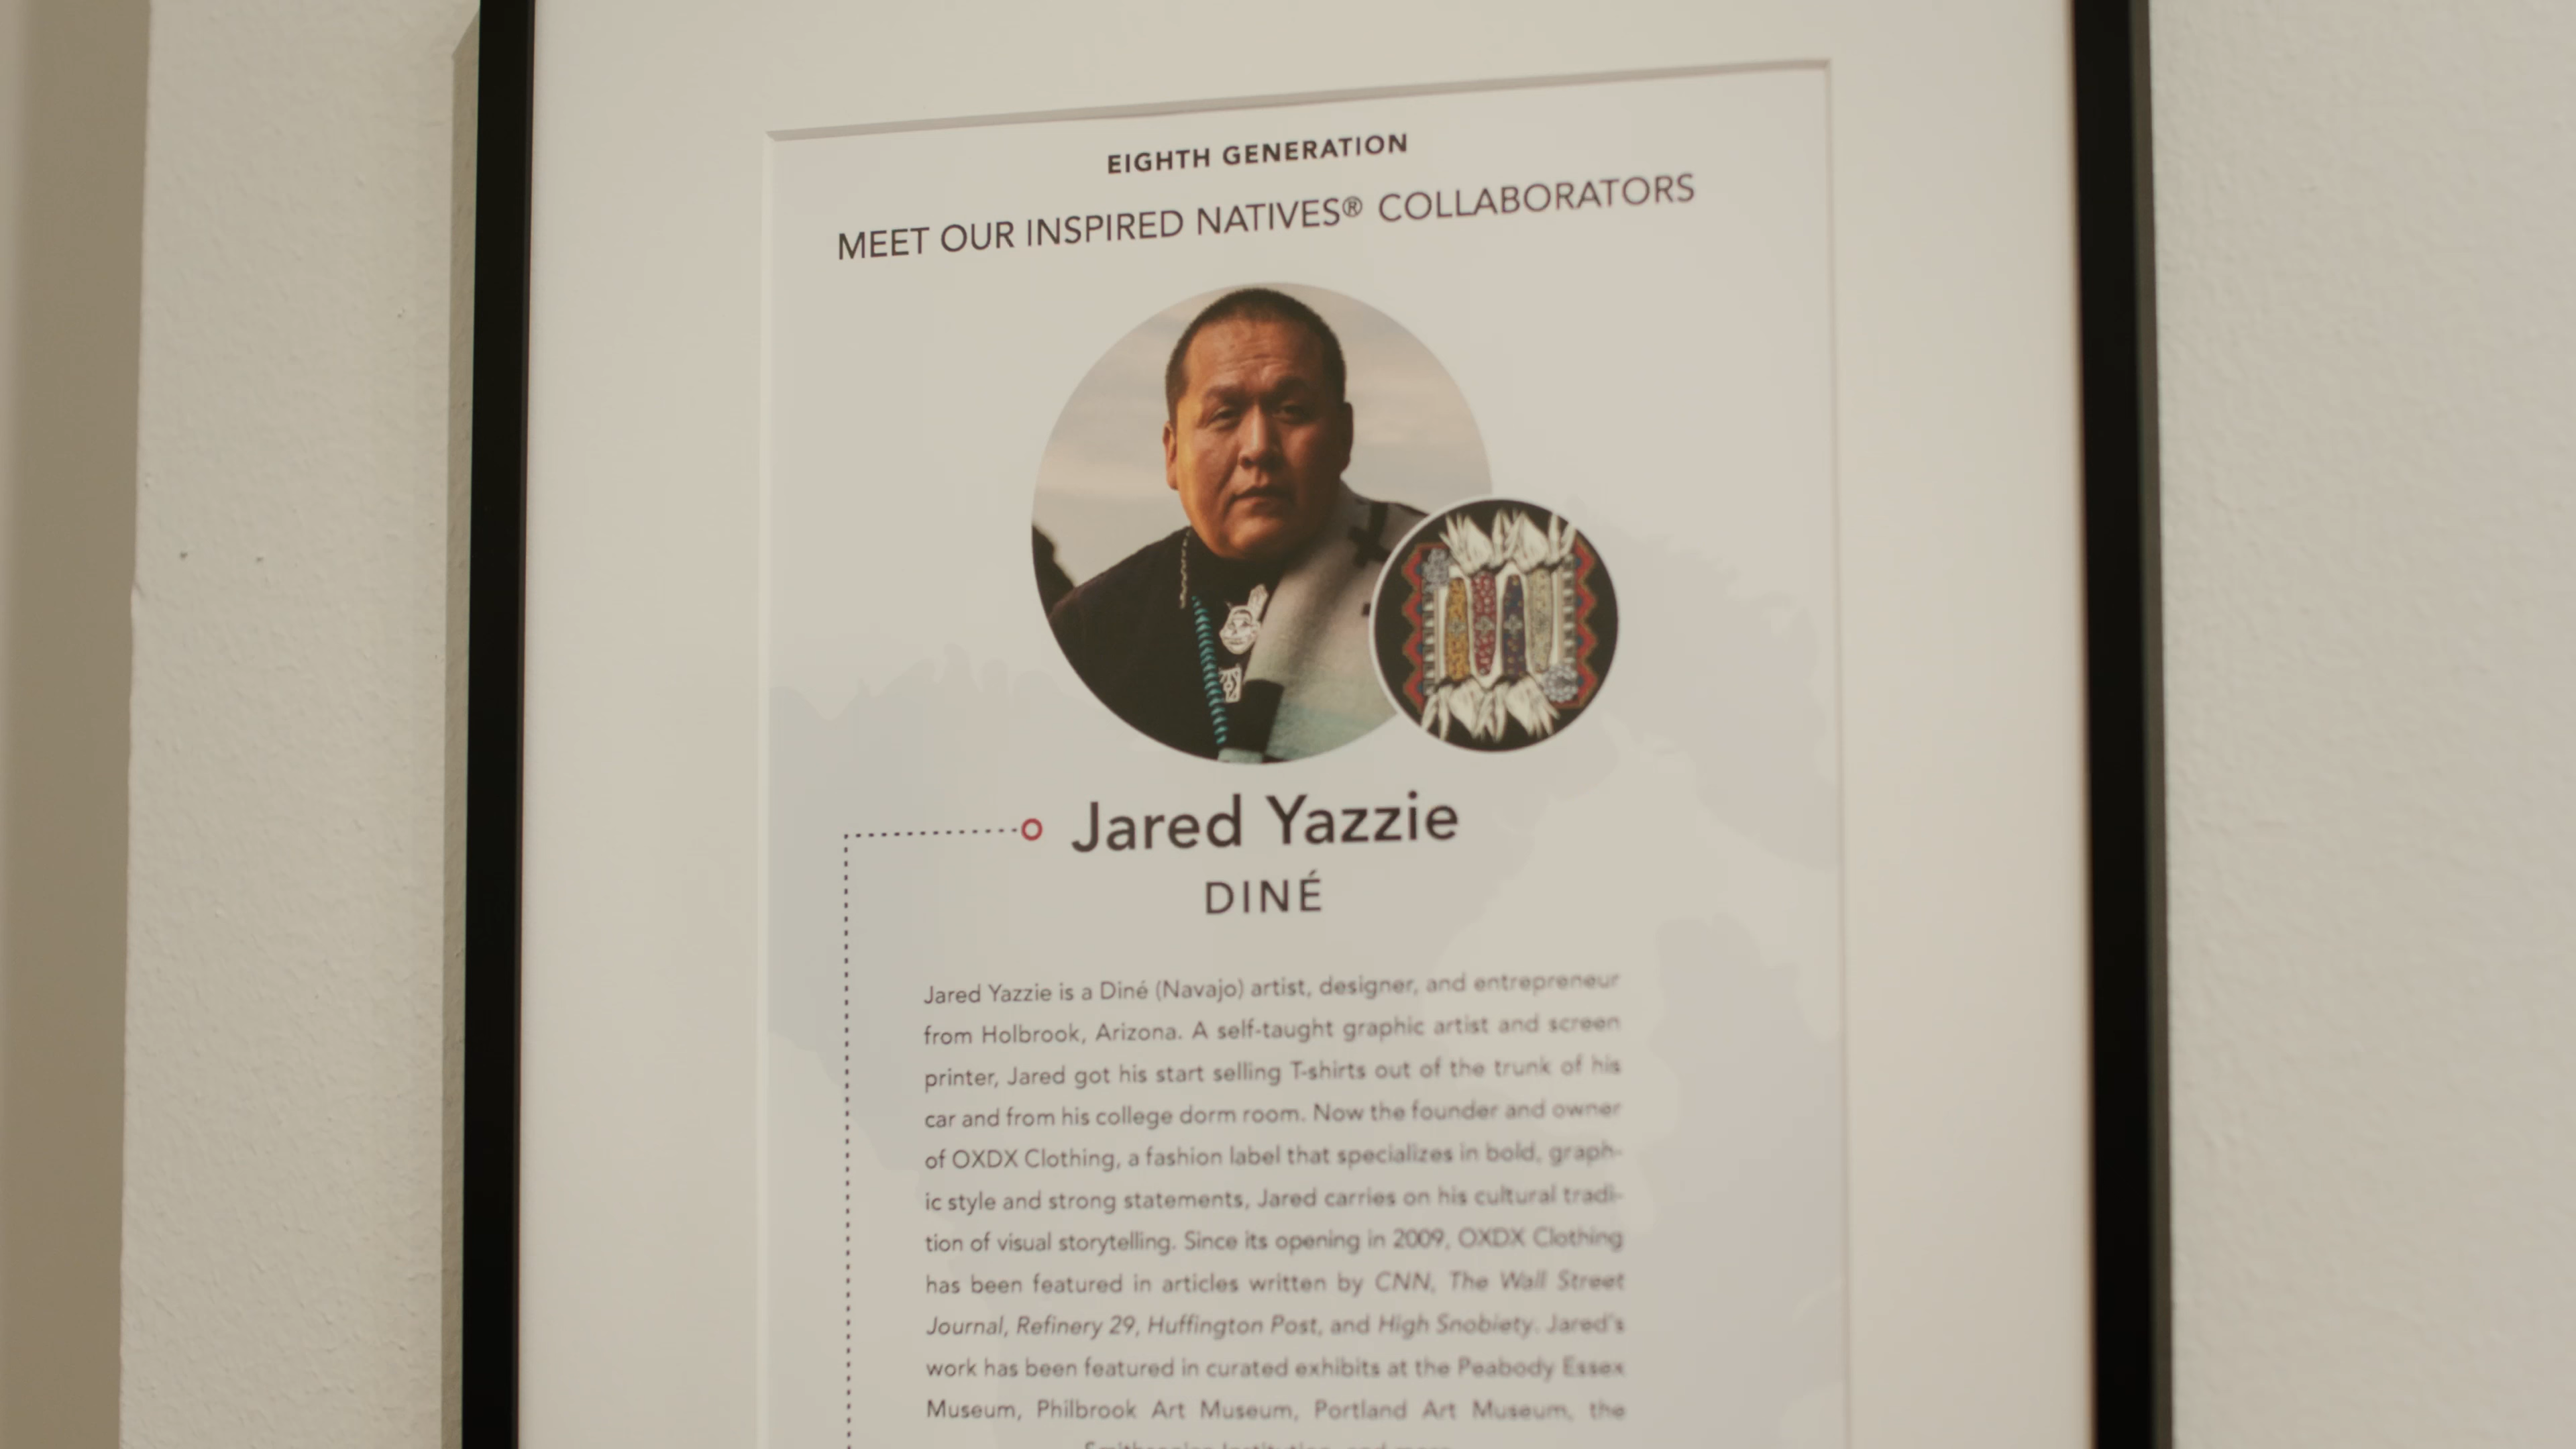 EIGHTH GENERATION
MEET OUR INSPIRED NATIVES® COLLABORATORS
Jared Yazzie
DINÉ
Jared Yazzie is a Diné (Navajo) artist, designer, and entrepreneur
from Holbrook, Arizona. A self-taught graphic artist and screen
printer, Jared got his start selling T-shirts out of the trunk of his
car and from his college dorm room. Now the founder and owner
of OXDX Clothing, a fashion label that specializes in bold, graph-
ic style and strong statements, Jared carries on his cultural tradi-
tion of visual storytelling. Since its opening in 2009, OXDX Clothing
has been featured in articles written by CNN, The Wall Street
Journal, Refinery 29, Huffington Post, and High Snobiety. Jared's
work has been featured in curated exhibits at the Peabody Essex
Museum, Philbrook Art Museum, Portland Art Museum, the